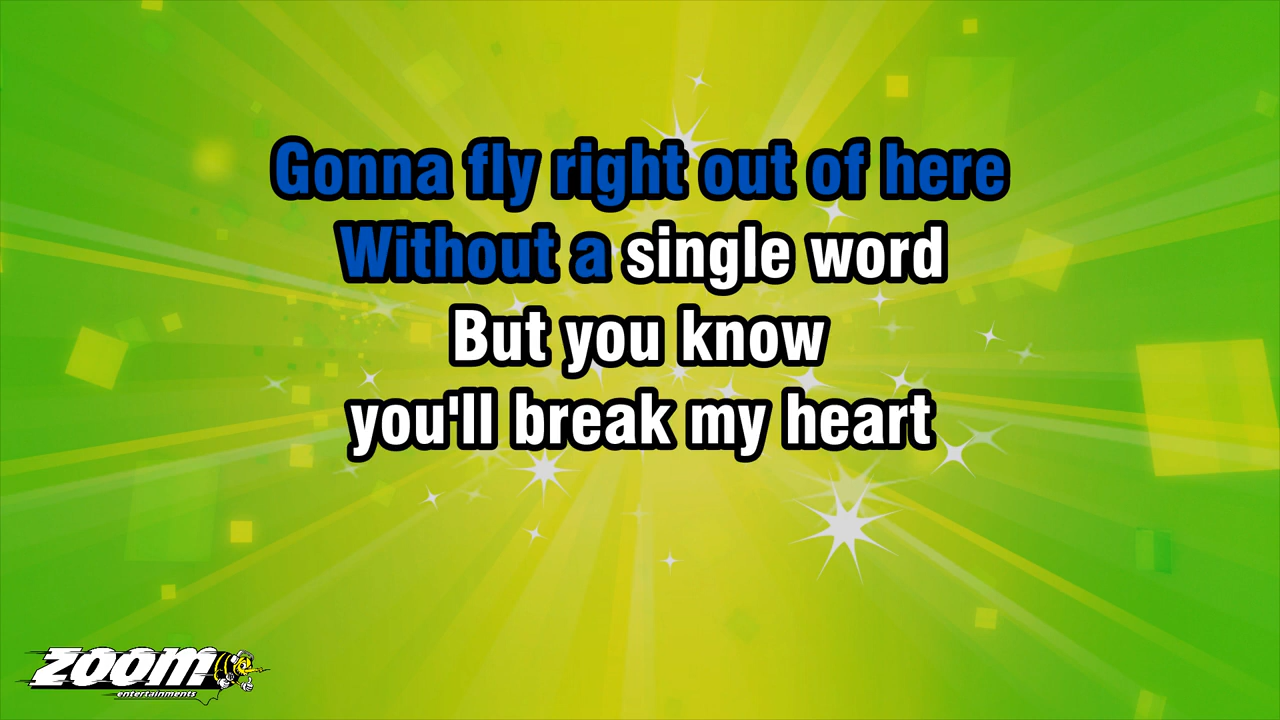 Gonna fly right out of here
Without a single word
But you know
you'll break my heart
ZOOM
entertainments